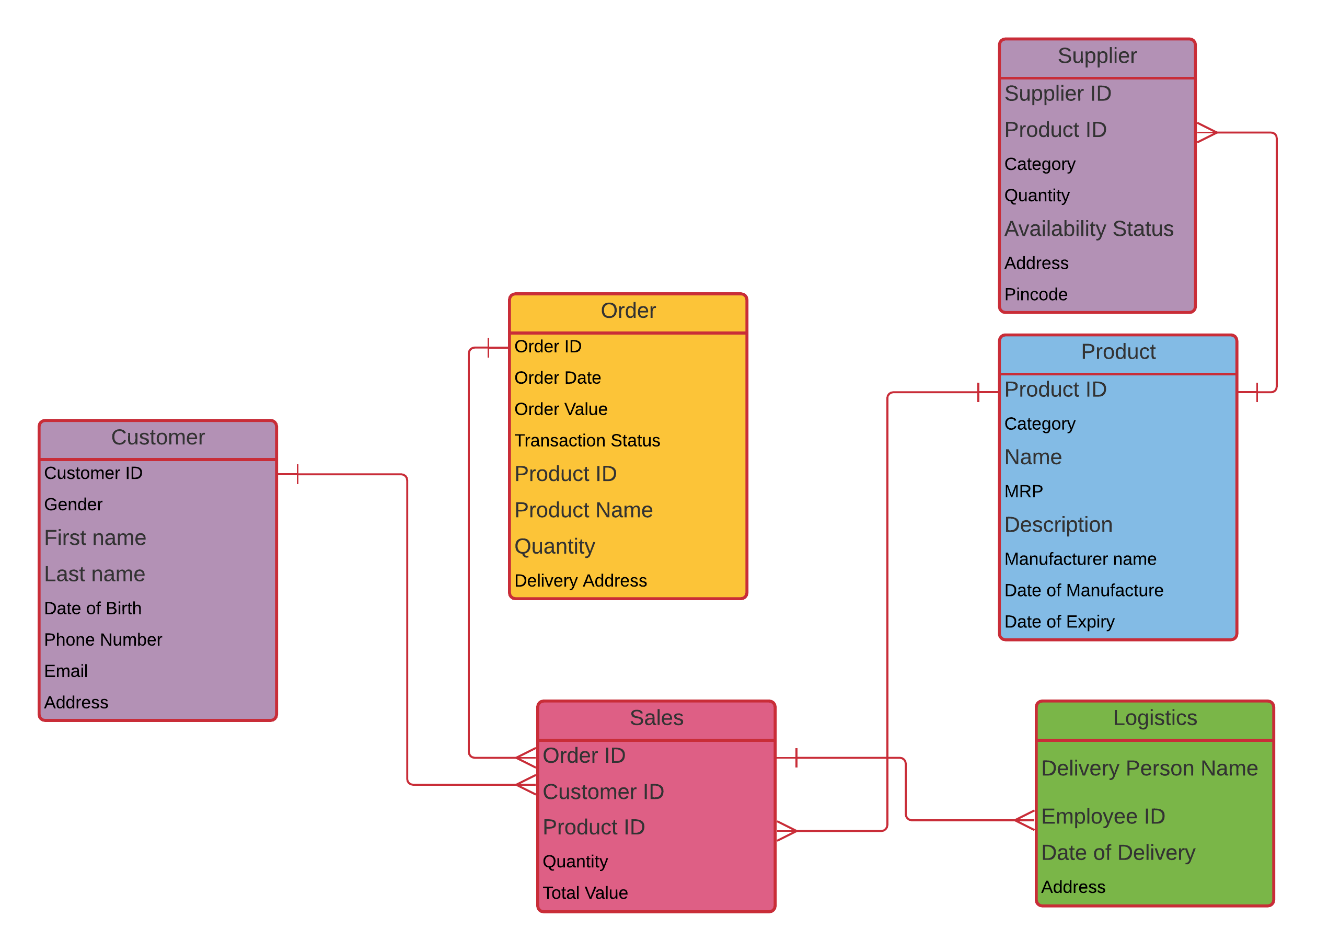 Supplier
Supplier ID
Product ID
Category
Quantity
Availability Status
Address
Pincode
Order
Order ID
Order Date
Order Value
Transaction Status
Product ID
Product Name
Quantity
Delivery Address
Product
Product ID
Category
Name
MRP
Description
Manufacturer name
Date of Manufacture
Date of Expiry
Customer
Customer ID
Gender
First name
Last name
Date of Birth
Phone Number
Email
Address
Sales
Order ID
Customer ID
Product ID
Quantity
Total Value
Logistics
Delivery Person Name
Employee ID
Date of Delivery
Address